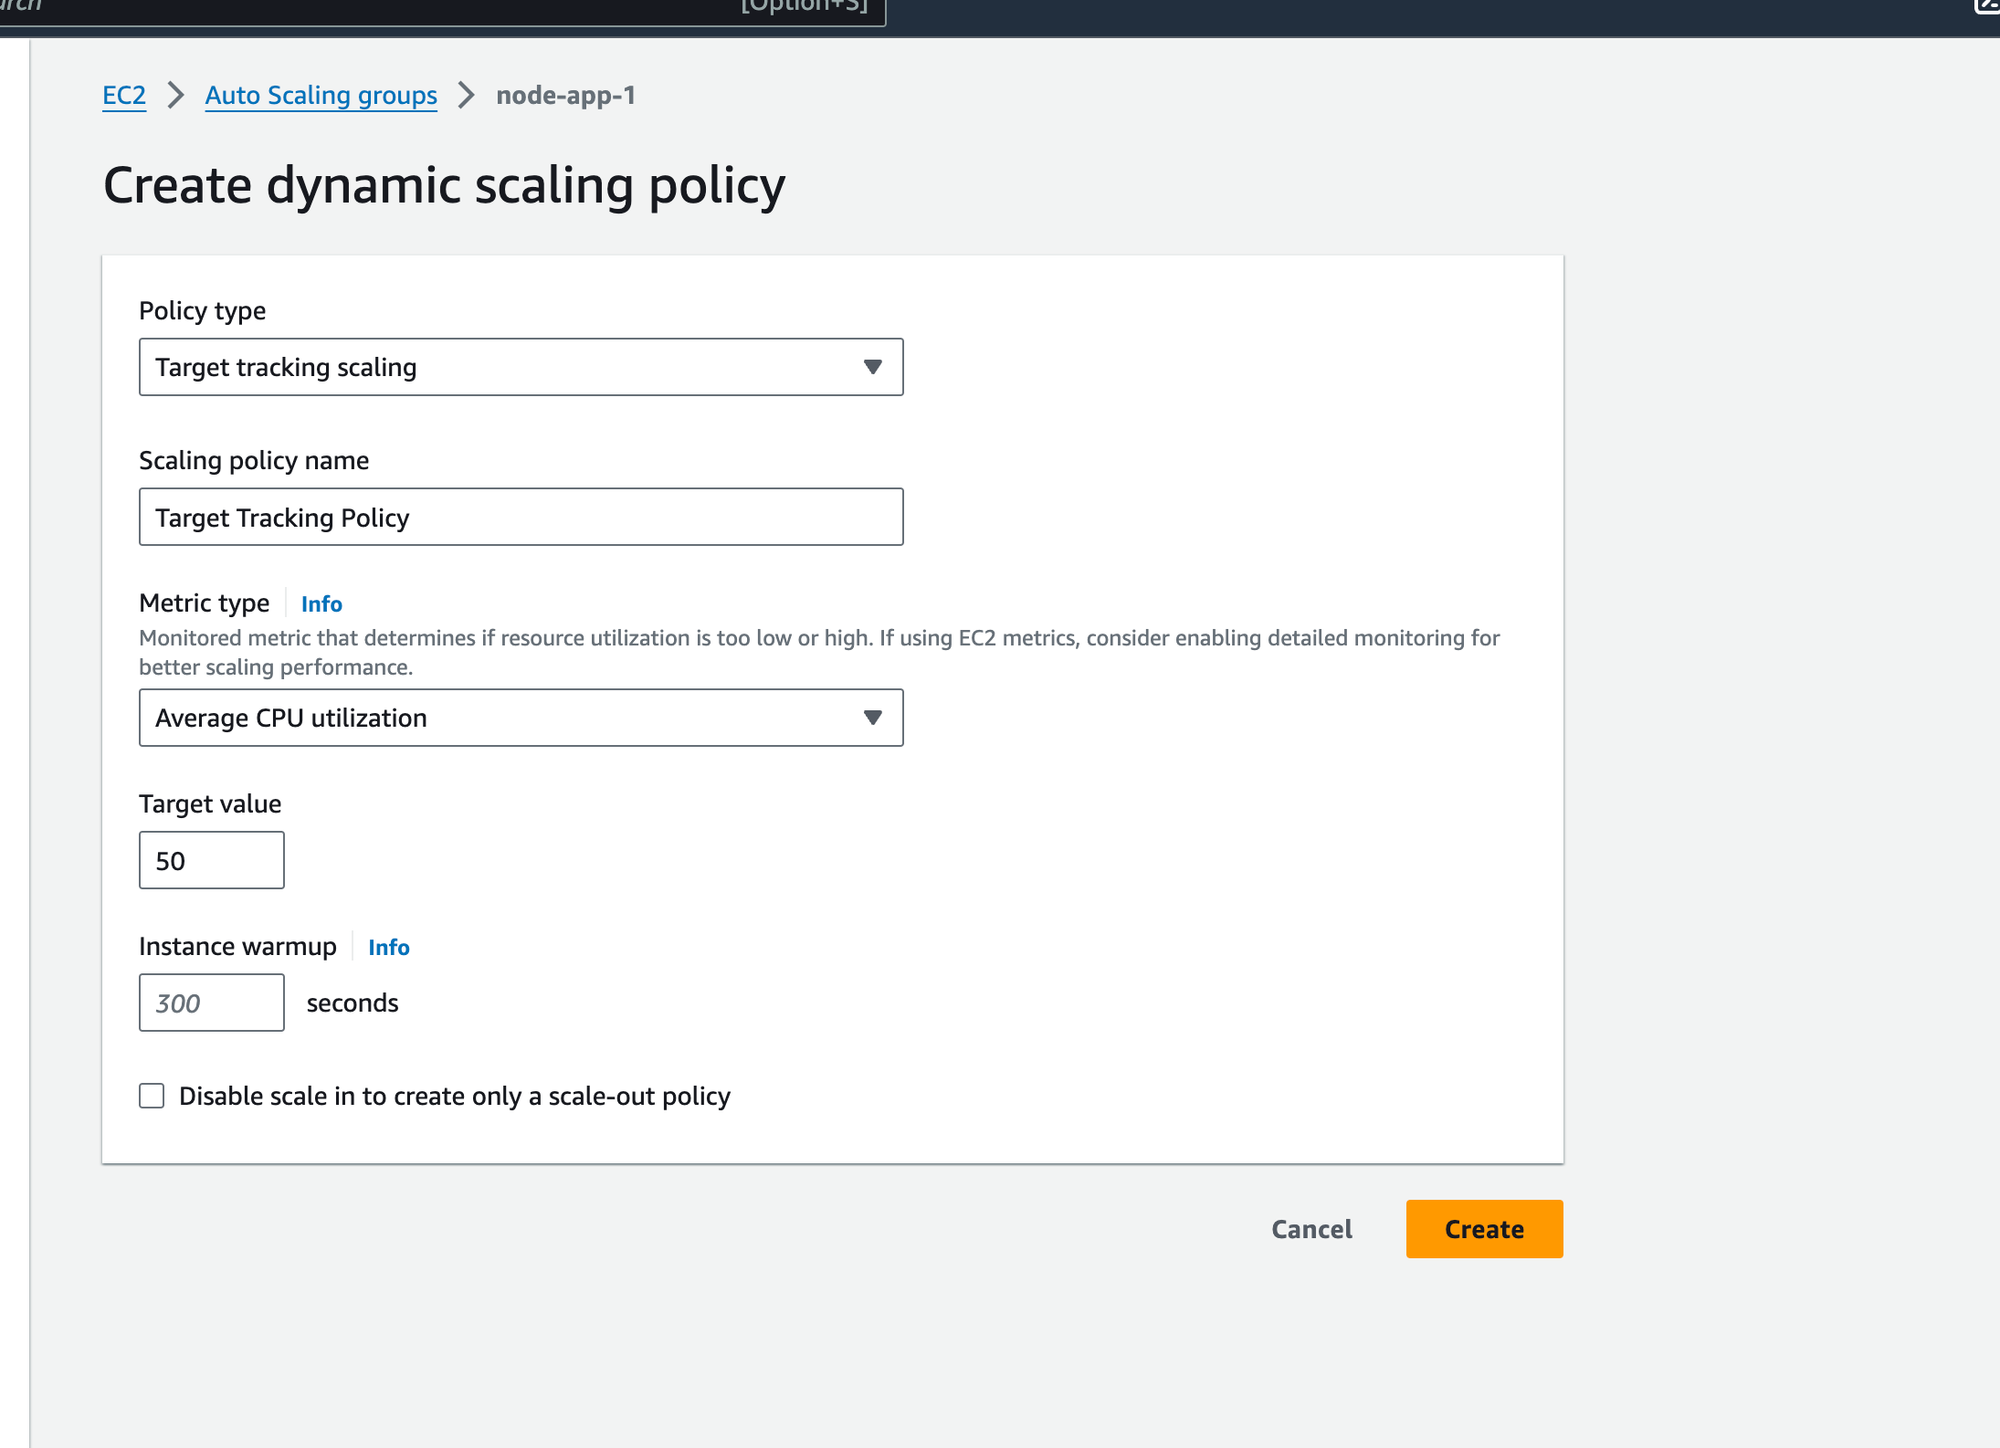 [Option+S]
EC2 > Auto Scaling groups > node-app-1
Create dynamic scaling policy
Policy type
Target tracking scaling
Scaling policy name
Target Tracking Policy
Metric type Info
Monitored metric that determines if resource utilization is too low or high. If using EC2 metrics, consider enabling detailed monitoring for
better scaling performance.
Average CPU utilization
Target value
50
Instance warmup Info
300 seconds
Disable scale in to create only a scale-out policy
Cancel Create